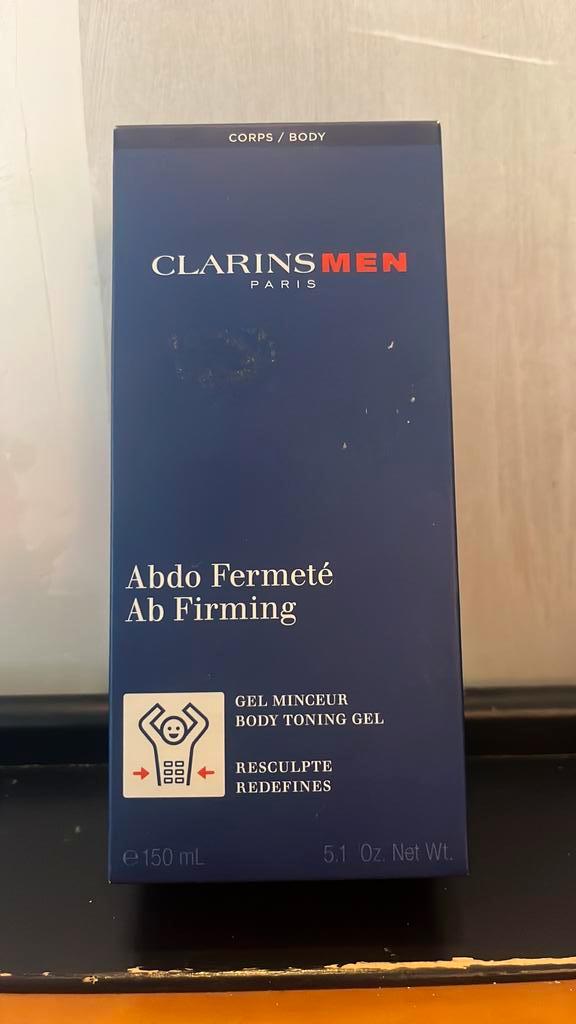 CORPS / BODY
CLARINSMEN
PARIS
Abdo Fermeté
Ab Firming
GEL MINCEUR
BODY TONING GEL
RESCULPTE
REDEFINES
℮150 mL 5.1 Oz. Net Wt.